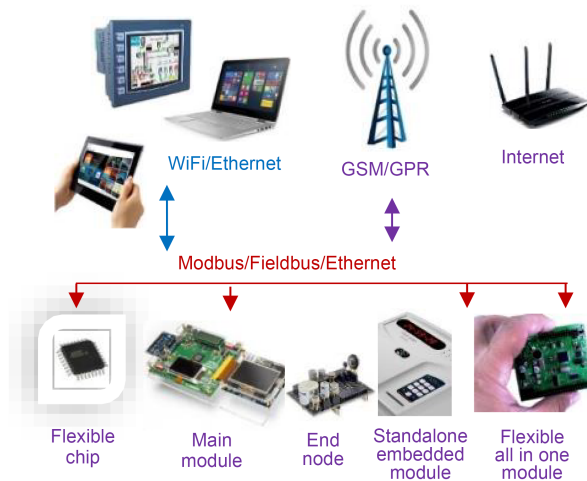 WiFi/Ethernet
GSM/GPR
Internet
Modbus/Fieldbus/Ethernet
Flexible
chip
Main
module
End
node
Standalone
embedded
module
Flexible
all in one
module